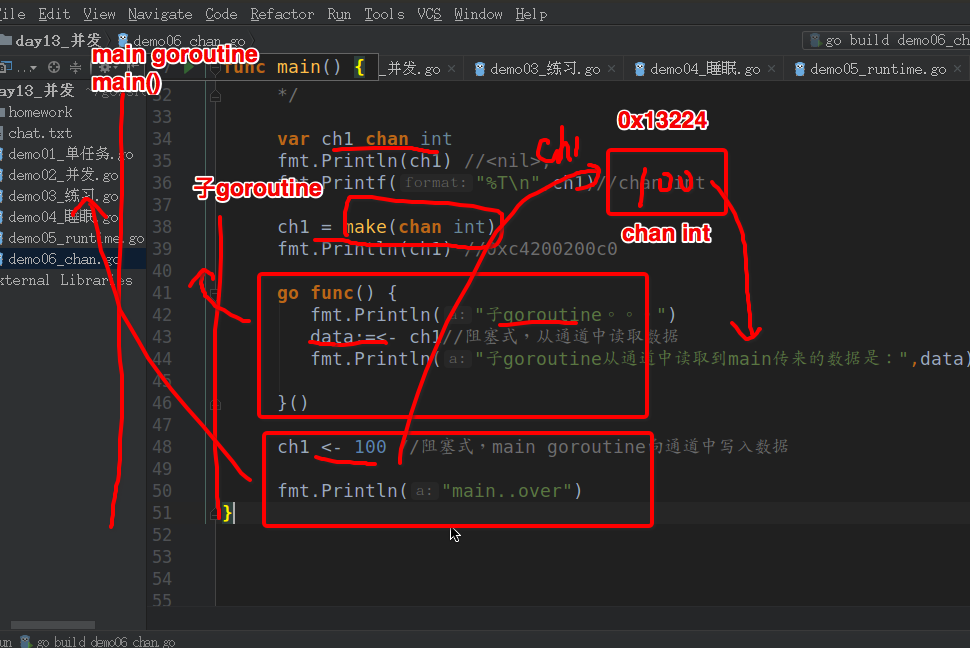 ile Edit View Navigate Code Refactor Run Tools VCS Window Help
day13_并发 demo06_chan.go
go build demo06_ch
main goroutine
main()
func main() {
_并发.go × demo03_练习.go × demo04_睡眠.go × demo05_runtime.go ×
ay13_并发
homework
chat.txt
demo01_单任务.go
demo02_并发.go
demo03_练习.go
demo04_睡眠.go
demo05_runtime.go
demo06_chan.go
xternal Libraries
32 */
33
34 var ch1 chan int
35 fmt.Println(ch1) //<nil>,
36 fmt.Printf( format: "%T\n",ch1)//chan int
37
38 ch1 = make(chan int)
39 fmt.Println(ch1) //0xc4200200c0
40
41 go func() {
42 fmt.Println( a: "子goroutine。。。")
43 data:=<- ch1//阻塞式，从通道中读取数据
44 fmt.Println( a: "子goroutine从通道中读取到main传来的数据是：",data)
45
46 }()
47
48 ch1 <- 100 //阻塞式，main goroutine向通道中写入数据
49
50 fmt.Println( a: "main..over")
51 }
52
53
54
55
子goroutine
ch1
0x13224
100
chan int
un go build demo06_chan.go